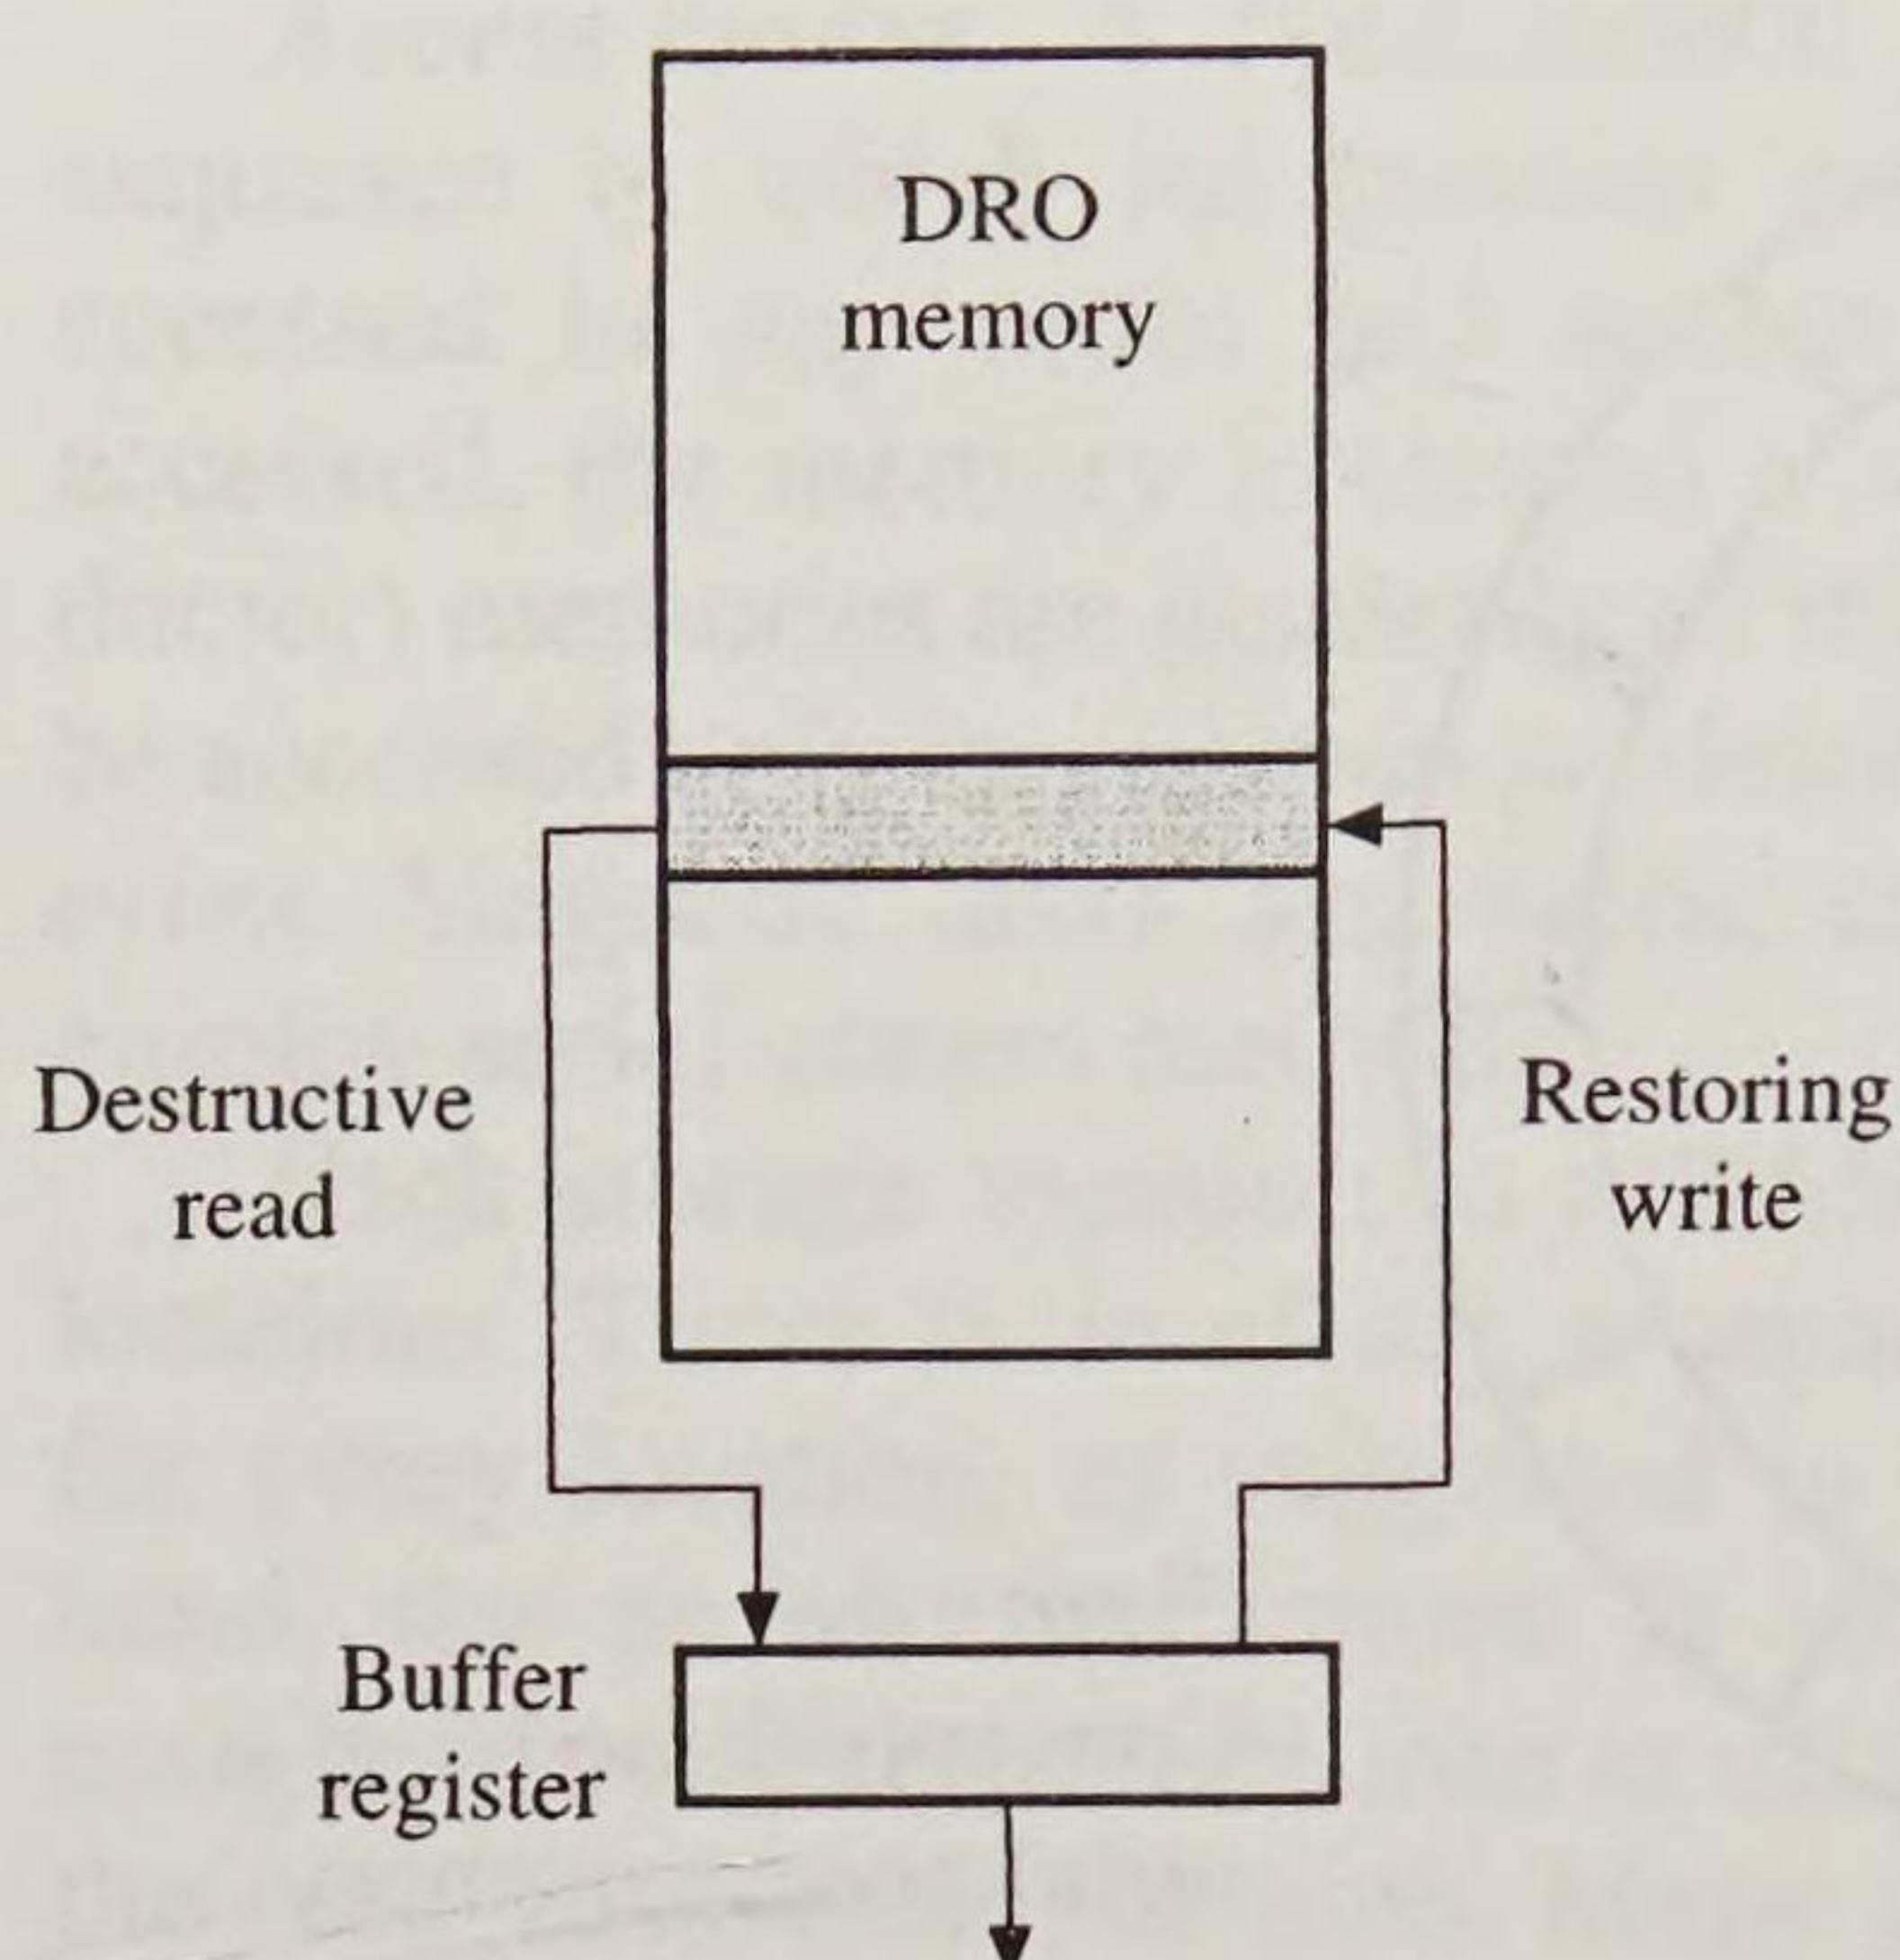 DRO
memory
Destructive
read
Restoring
write
Buffer
register